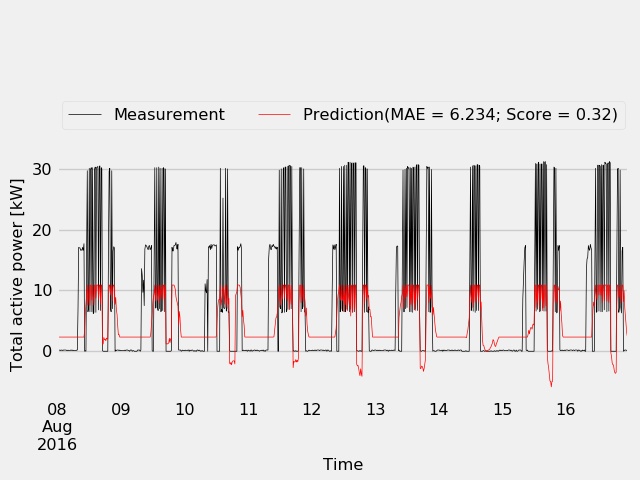 Measurement
Prediction(MAE = 6.234; Score = 0.32)
Total active power [kW]
30
20
10
0
08 09 10 11 12 13 14 15 16
Aug
2016
Time